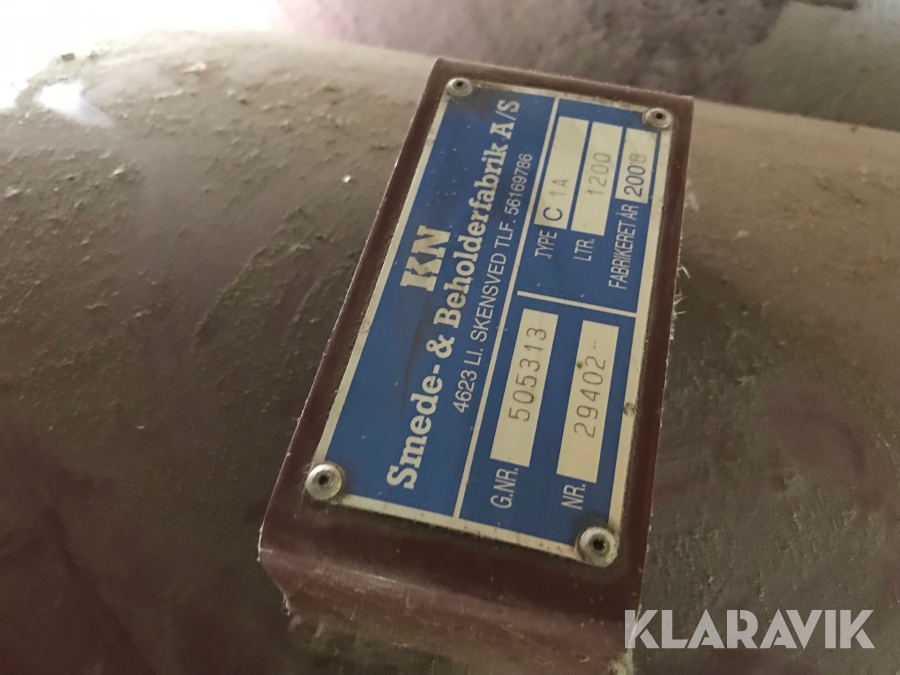 KN
Smede- & Beholderfabrik A/S
4623 LI. SKENSVED TLF. 56169786
G.NR. 505313
TYPE C 1A
NR. 29402
LTR. 1200
FABRIKERET ÅR 2008
KLARAVIK